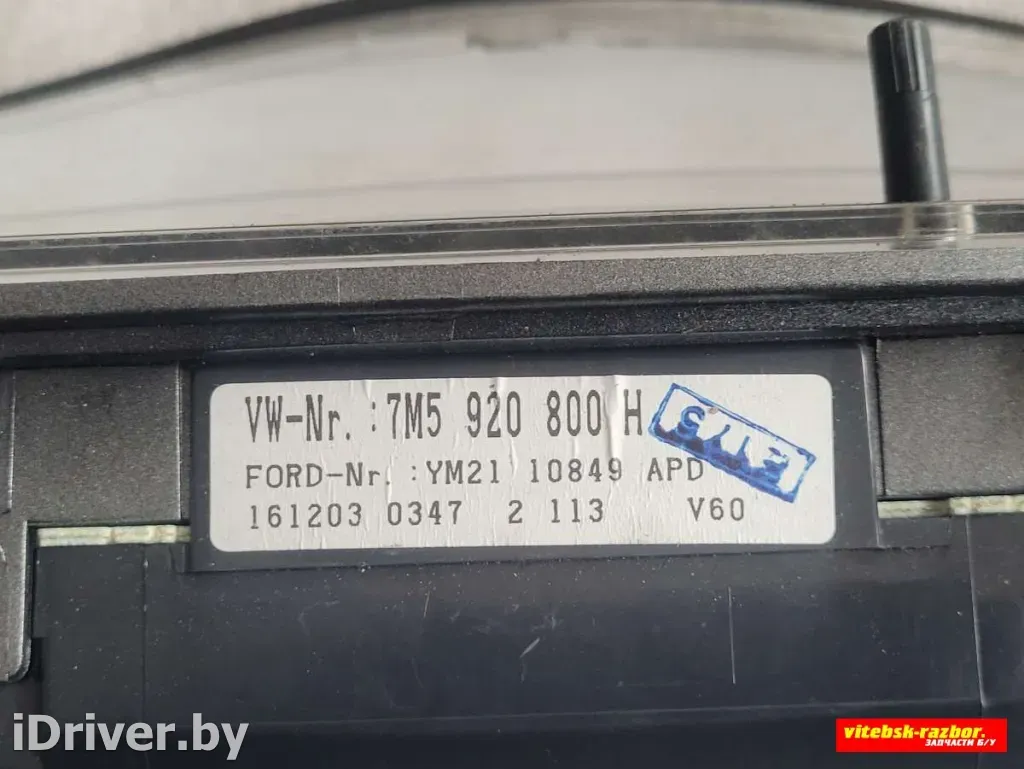 VW-Nr. : 7M5 920 800 H
FORD-Nr. : YM21 10849 APD
161203 0347 2 113 V60
iDriver.by
vitebsk-razbor.
ЗАПЧАСТИ Б/У